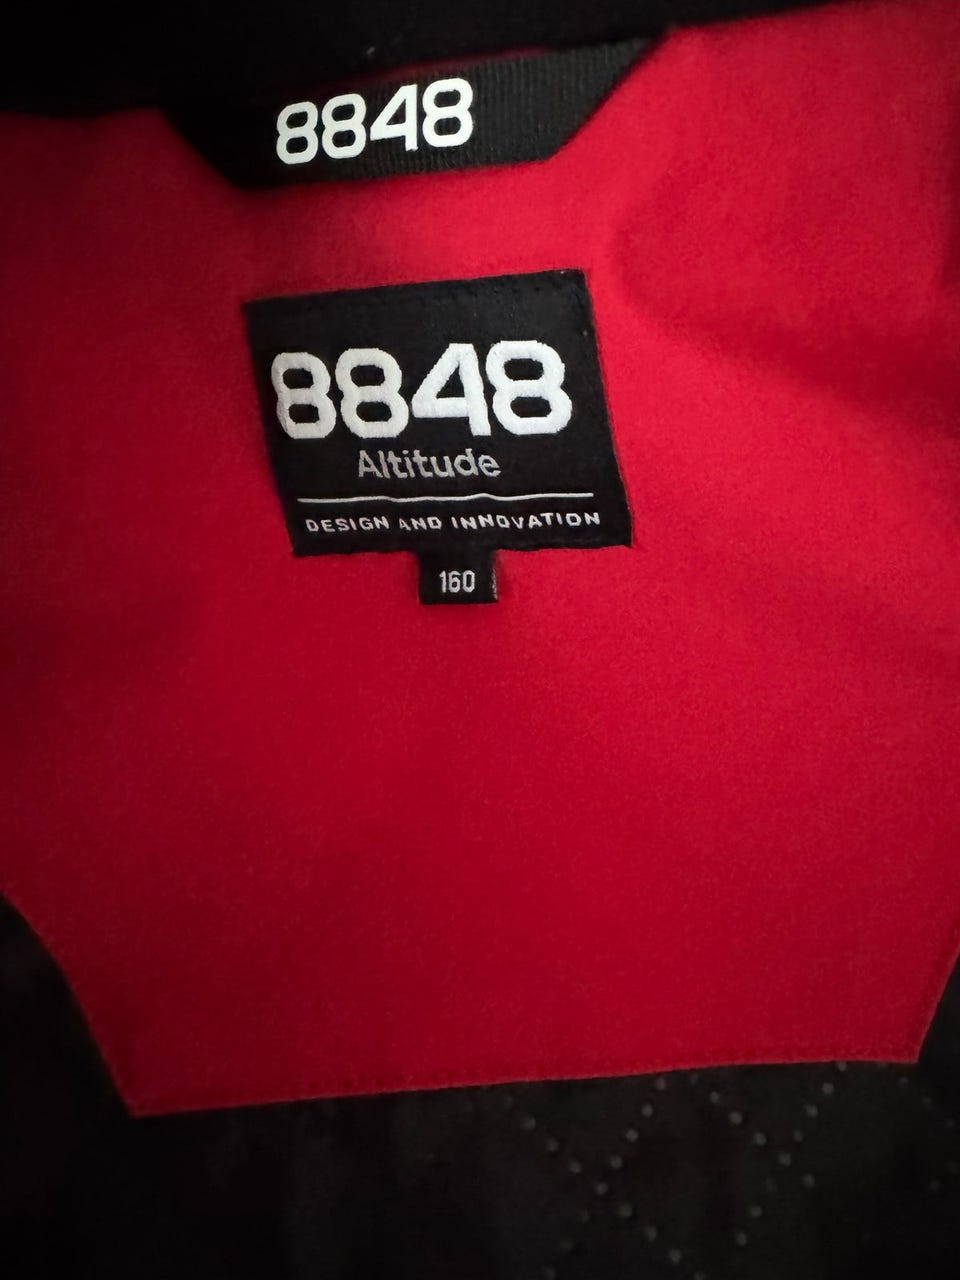 8848
8848
Altitude
DESIGN AND INNOVATION
160